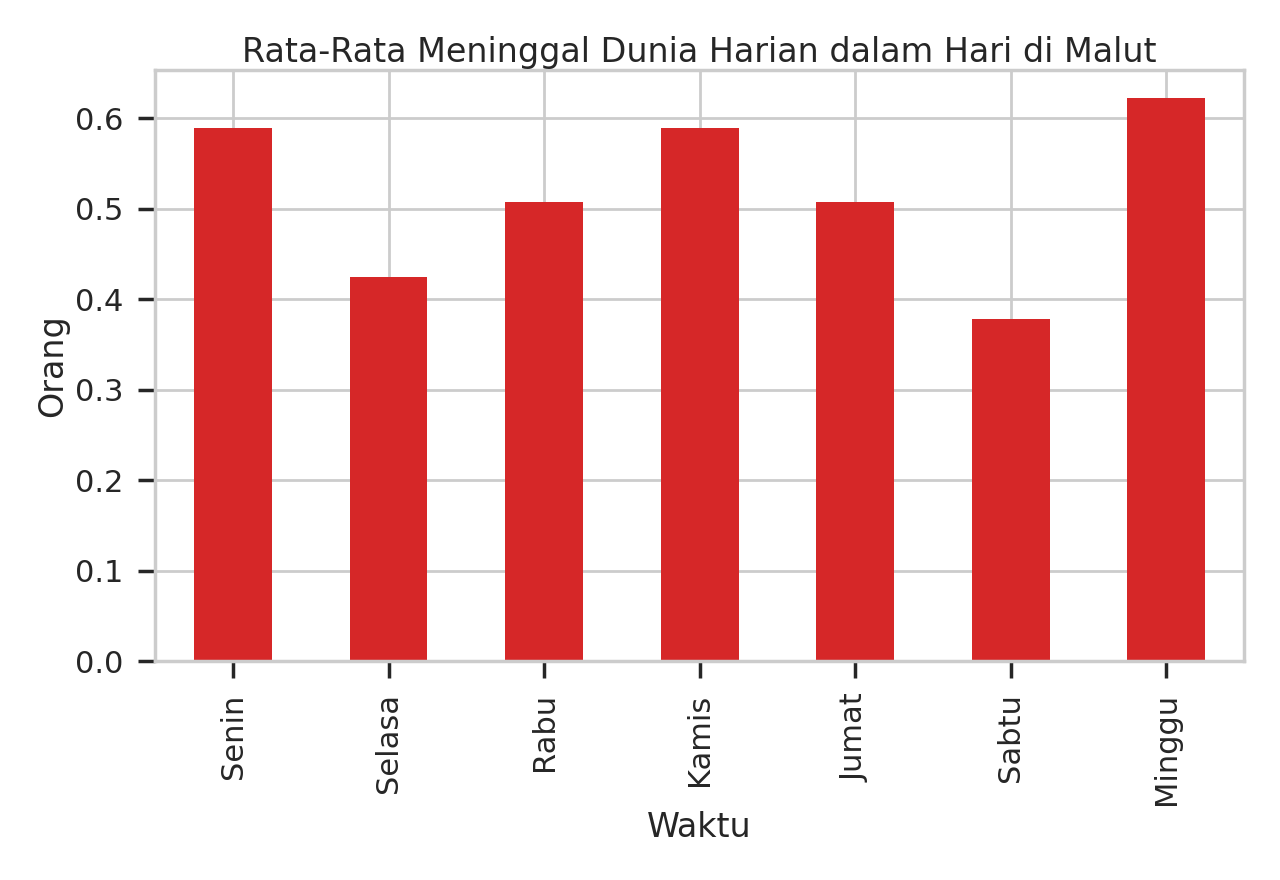 Rata-Rata Meninggal Dunia Harian dalam Hari di Malut
Orang
0.6
0.5
0.4
0.3
0.2
0.1
0.0
Senin
Selasa
Rabu
Kamis
Jumat
Sabtu
Minggu
Waktu